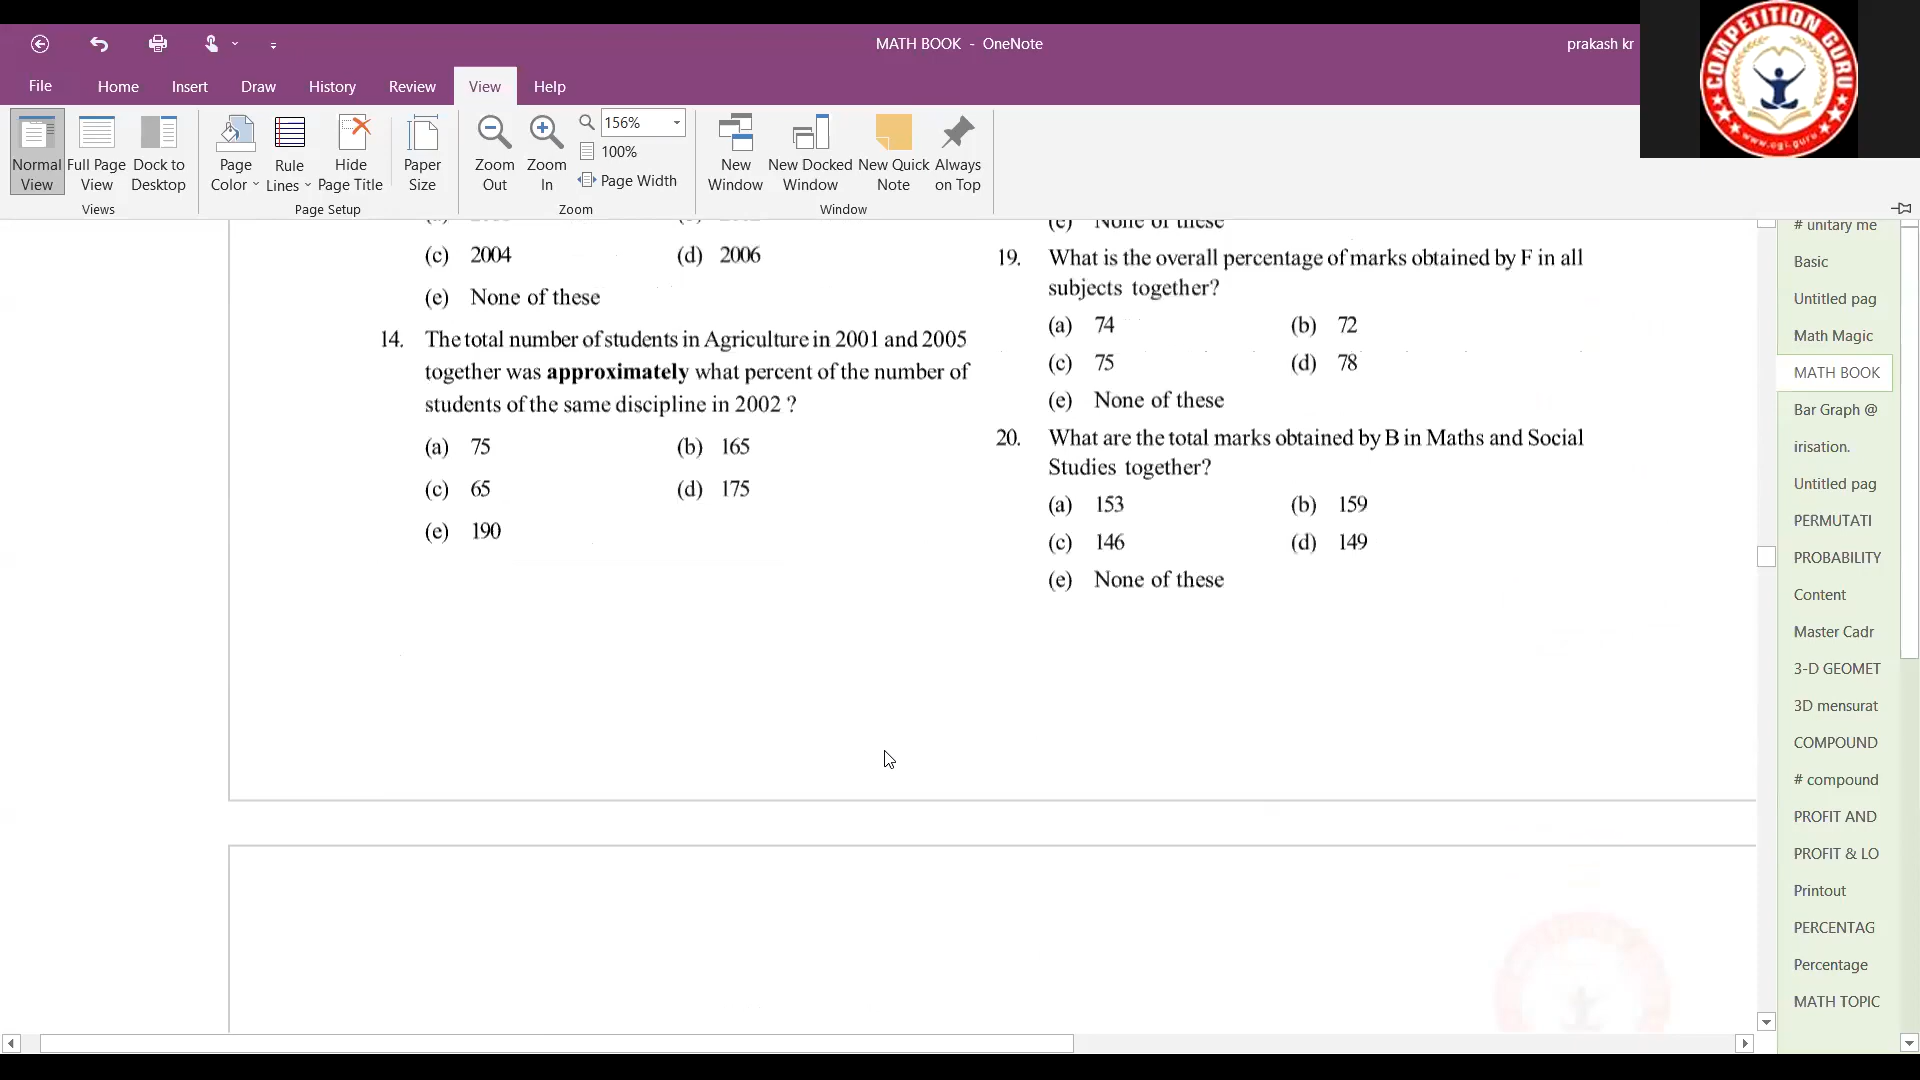 MATH BOOK - OneNote
prakash kr
COMPETITION GURU
www.cgi.guru
File
Home
Insert
Draw
History
Review
View
Help
Normal View
Full Page View
Dock to Desktop
Views
Page Color
Rule Lines
Hide Page Title
Paper Size
Page Setup
Zoom Out
Zoom In
156%
100%
Page Width
Zoom
New Window
New Docked Window
New Quick Note
Always on Top
Window
(c) 2004 (d) 2006
(e) None of these
14. The total number of students in Agriculture in 2001 and 2005
together was approximately what percent of the number of
students of the same discipline in 2002 ?
(a) 75 (b) 165
(c) 65 (d) 175
(e) 190
(e) None of these
19. What is the overall percentage of marks obtained by F in all
subjects together?
(a) 74 (b) 72
(c) 75 (d) 78
(e) None of these
20. What are the total marks obtained by B in Maths and Social
Studies together?
(a) 153 (b) 159
(c) 146 (d) 149
(e) None of these
# unitary me
Basic
Untitled pag
Math Magic
MATH BOOK
Bar Graph @
irisation.
Untitled pag
PERMUTATI
PROBABILITY
Content
Master Cadr
3-D GEOMET
3D mensurat
COMPOUND
# compound
PROFIT AND
PROFIT & LO
Printout
PERCENTAG
Percentage
MATH TOPIC